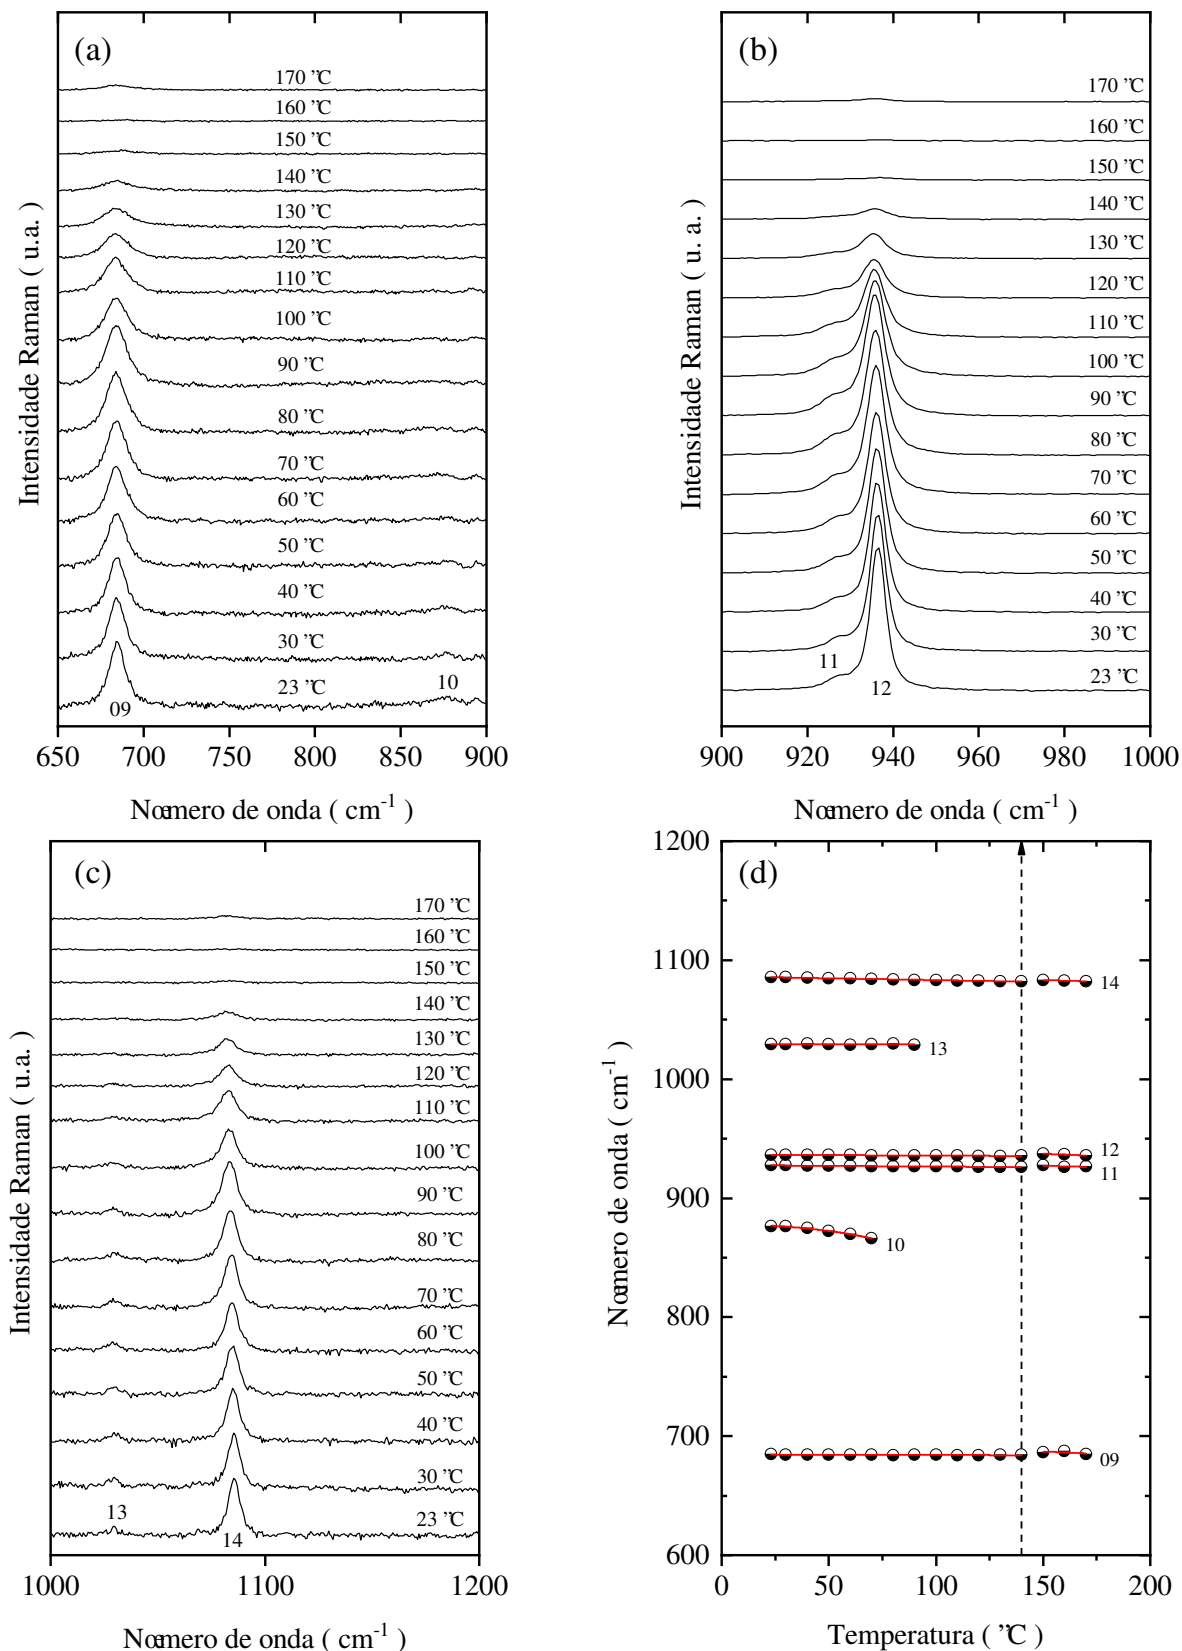 (a)
170 ˚C
160 ˚C
150 ˚C
140 ˚C
130 ˚C
120 ˚C
110 ˚C
100 ˚C
90 ˚C
80 ˚C
70 ˚C
60 ˚C
50 ˚C
40 ˚C
30 ˚C
23 ˚C
09
10
650 700 750 800 850 900
Nœmero de onda ( cm-1 )
Intensidade Raman ( u.a. )
(b)
170 ˚C
160 ˚C
150 ˚C
140 ˚C
130 ˚C
120 ˚C
110 ˚C
100 ˚C
90 ˚C
80 ˚C
70 ˚C
60 ˚C
50 ˚C
40 ˚C
30 ˚C
23 ˚C
11
12
900 920 940 960 980 1000
Nœmero de onda ( cm-1 )
Intensidade Raman ( u. a. )
(c)
170 ˚C
160 ˚C
150 ˚C
140 ˚C
130 ˚C
120 ˚C
110 ˚C
100 ˚C
90 ˚C
80 ˚C
70 ˚C
60 ˚C
50 ˚C
40 ˚C
30 ˚C
23 ˚C
13
14
1000 1100 1200
Nœmero de onda ( cm-1 )
Intensidade Raman ( u.a. )
(d)
1200
1100
1000
900
800
700
600
14
13
12
11
10
09
0 50 100 150 200
Temperatura ( ˚C )
Nœmero de onda ( cm-1 )